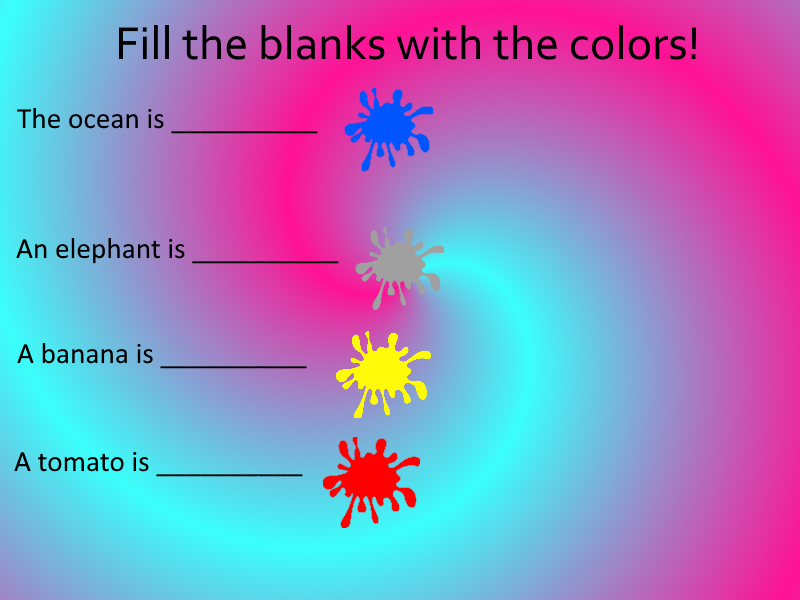 Fill the blanks with the colors!
The ocean is __________
An elephant is __________
A banana is __________
A tomato is __________